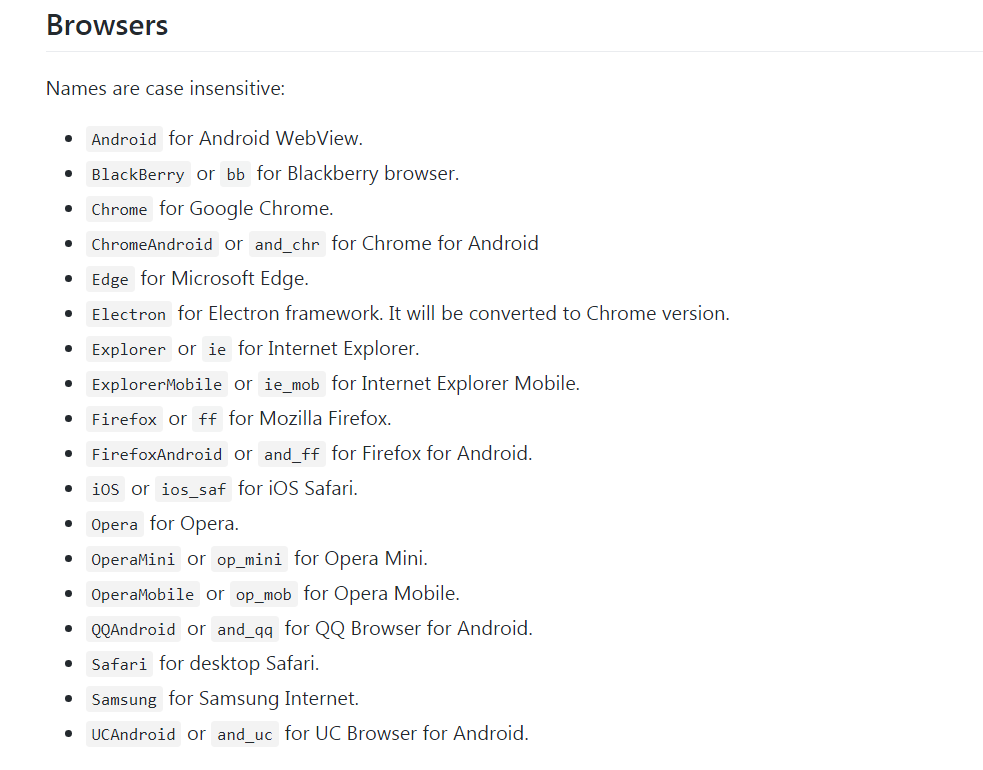 Browsers
Names are case insensitive:
• Android for Android WebView.
• BlackBerry or bb for Blackberry browser.
• Chrome for Google Chrome.
• ChromeAndroid or and_chr for Chrome for Android
• Edge for Microsoft Edge.
• Electron for Electron framework. It will be converted to Chrome version.
• Explorer or ie for Internet Explorer.
• ExplorerMobile or ie_mob for Internet Explorer Mobile.
• Firefox or ff for Mozilla Firefox.
• FirefoxAndroid or and_ff for Firefox for Android.
• iOS or ios_saf for iOS Safari.
• Opera for Opera.
• OperaMini or op_mini for Opera Mini.
• OperaMobile or op_mob for Opera Mobile.
• QQAndroid or and_qq for QQ Browser for Android.
• Safari for desktop Safari.
• Samsung for Samsung Internet.
• UCAndroid or and_uc for UC Browser for Android.